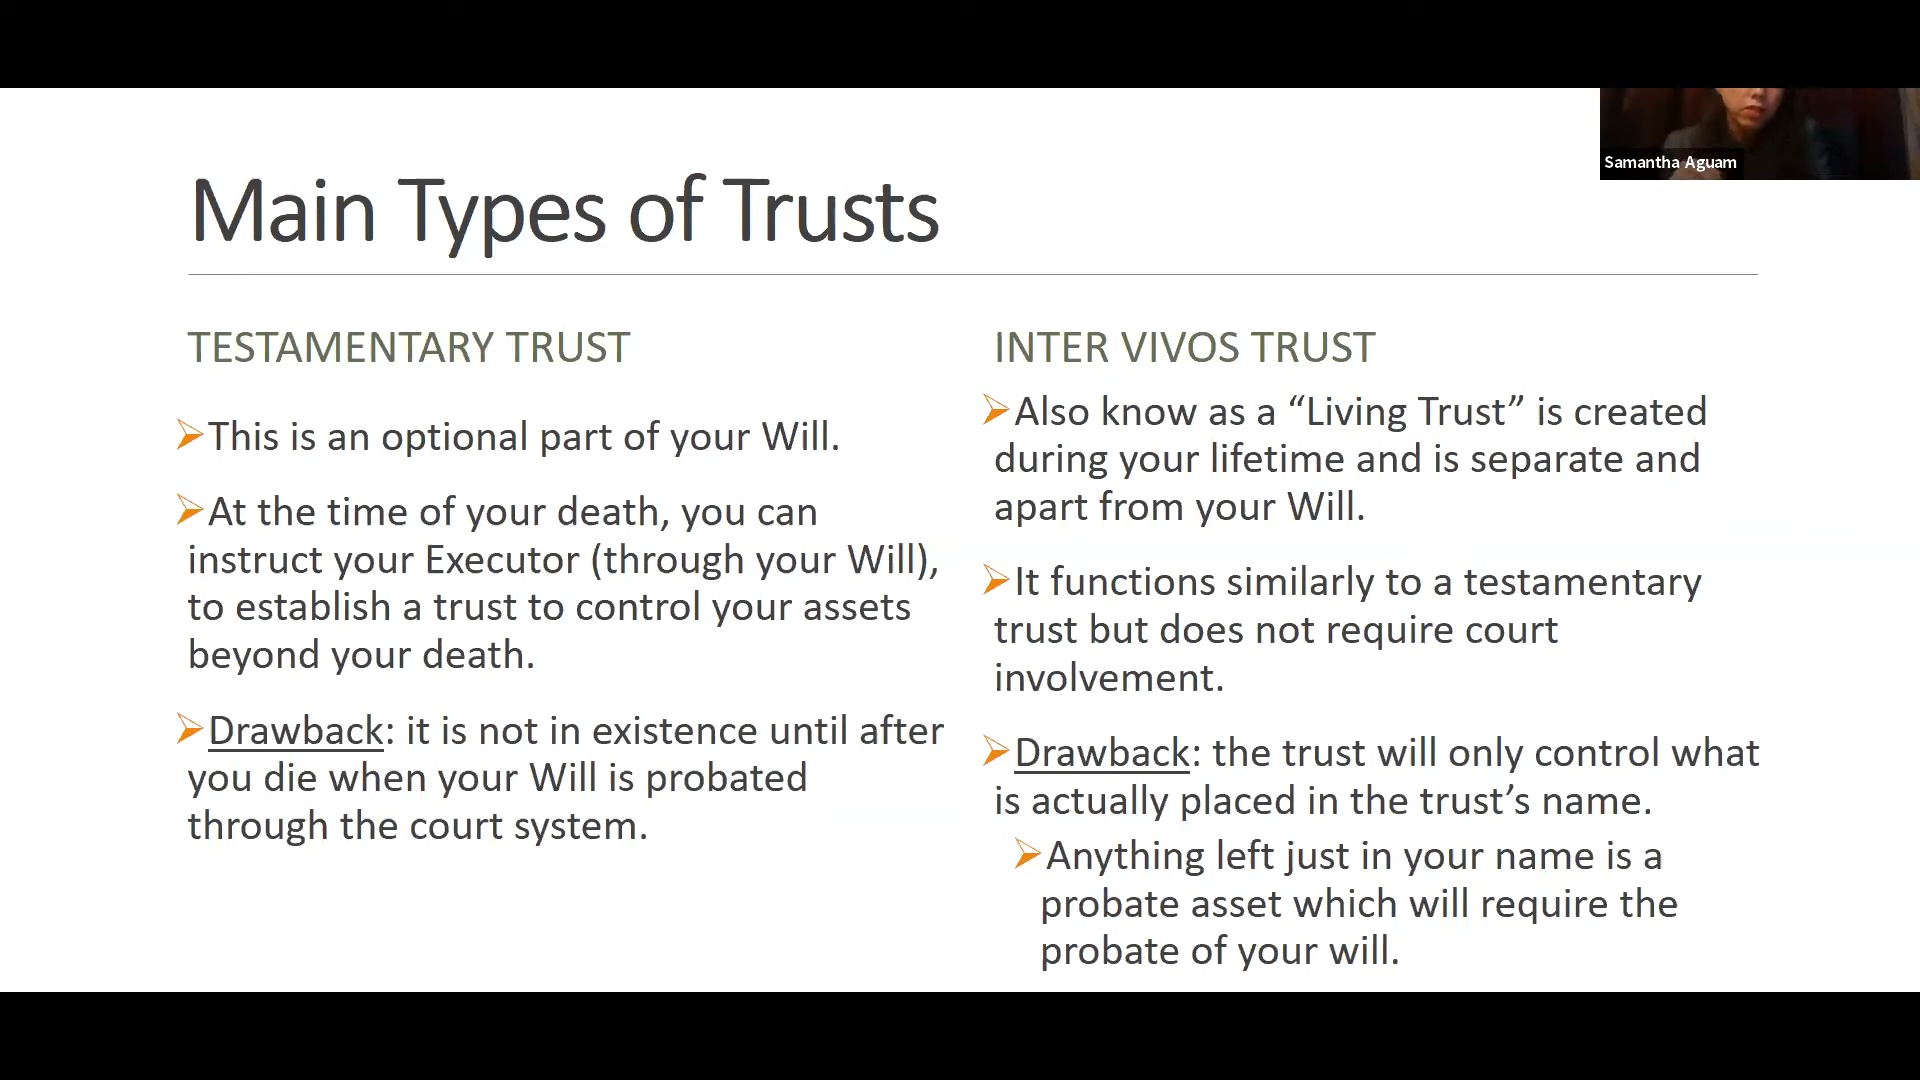 Samantha Aguam
Main Types of Trusts
TESTAMENTARY TRUST
➢This is an optional part of your Will.
➢At the time of your death, you can
instruct your Executor (through your Will),
to establish a trust to control your assets
beyond your death.
➢Drawback: it is not in existence until after
you die when your Will is probated
through the court system.
INTER VIVOS TRUST
➢Also know as a “Living Trust” is created
during your lifetime and is separate and
apart from your Will.
➢It functions similarly to a testamentary
trust but does not require court
involvement.
➢Drawback: the trust will only control what
is actually placed in the trust’s name.
➢Anything left just in your name is a
probate asset which will require the
probate of your will.